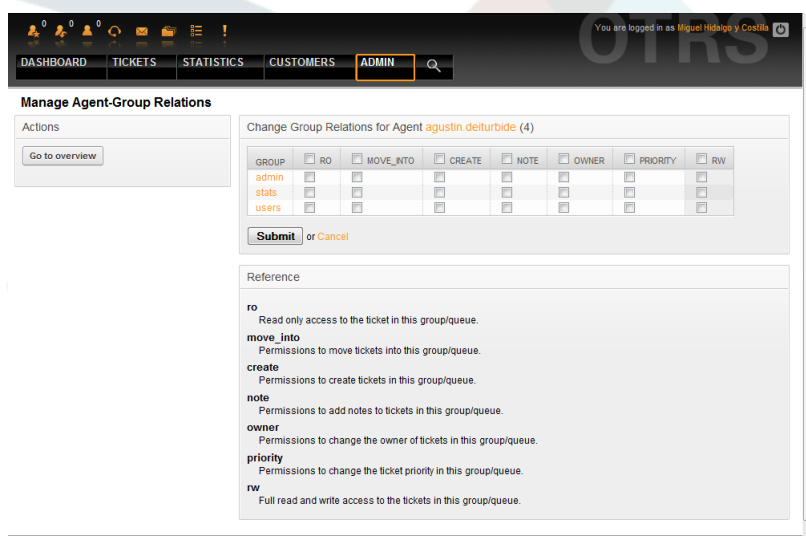 0 0 0
OTRS
You are logged in as Miguel Hidalgo y Costilla
DASHBOARD TICKETS STATISTICS CUSTOMERS ADMIN
Manage Agent-Group Relations
Actions
Go to overview
Change Group Relations for Agent agustin.deiturbide (4)
GROUP RO MOVE_INTO CREATE NOTE OWNER PRIORITY RW
admin
stats
users
Submit or Cancel
Reference
ro
Read only access to the ticket in this group/queue.
move_into
Permissions to move tickets into this group/queue.
create
Permissions to create tickets in this group/queue.
note
Permissions to add notes to tickets in this group/queue.
owner
Permissions to change the owner of tickets in this group/queue.
priority
Permissions to change the ticket priority in this group/queue.
rw
Full read and write access to the tickets in this group/queue.